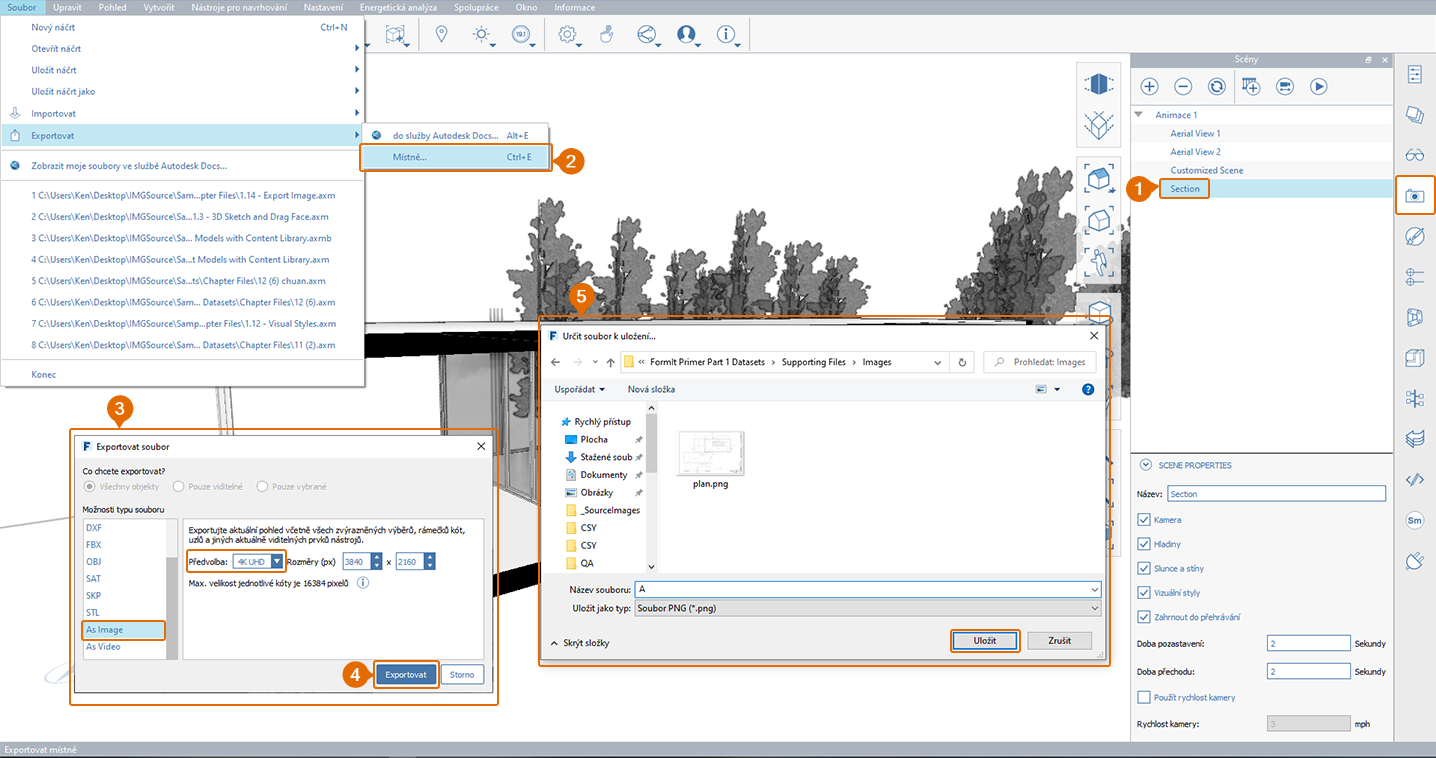 Soubor Upravit Pohled Vytvořit Nástroje pro navrhování Nastavení Energetická analýza Spolupráce Okno Informace
Nový náčrt Ctrl+N
Otevřít náčrt
Uložit náčrt
Uložit náčrt jako
Importovat
Exportovat
do služby Autodesk Docs... Alt+E
Místně... Ctrl+E
2
Zobrazit moje soubory ve službě Autodesk Docs...
1 C:\Users\Ken\Desktop\IMGSource\Sam...pter Files\1.14 - Export Image.axm
2 C:\Users\Ken\Desktop\IMGSource\Sa...1.3 - 3D Sketch and Drag Face.axm
3 C:\Users\Ken\Desktop\IMGSource\Sa... Models with Content Library.axmb
4 C:\Users\Ken\Desktop\IMGSource\Sa...t Models with Content Library.axm
5 C:\Users\Ken\Desktop\IMGSource\Sa...ts\Chapter Files\12 (6) chuan.axm
6 C:\Users\Ken\Desktop\IMGSource\Sam... Datasets\Chapter Files\12 (6).axm
7 C:\Users\Ken\Desktop\IMGSource\Samp...pter Files\1.12 - Visual Styles.axm
8 C:\Users\Ken\Desktop\IMGSource\Sam... Datasets\Chapter Files\11 (2).axm
Konec
19.1
Scény
Animace 1
Aerial View 1
Aerial View 2
Customized Scene
1
Section
3
F Exportovat soubor
Co chcete exportovat?
Všechny objekty Pouze viditelné Pouze vybrané
Možnosti typu souboru
DXF
FBX
OBJ
SAT
SKP
STL
As Image
As Video
Exportujte aktuální pohled včetně všech zvýrazněných výběrů, rámečků kót,
uzlů a jiných aktuálně viditelných prvků nástrojů.
Předvolba: 4K UHD Rozměry (px) 3840 x 2160
Max. velikost jednotlivé kóty je 16384 pixelů
4
Exportovat Storno
5
F Určit soubor k uložení...
« FormIt Primer Part 1 Datasets > Supporting Files > Images
Prohledat: Images
Uspořádat Nová složka
Rychlý přístup
Plocha
Stažené soub
Dokumenty
Obrázky
_SourceImages
CSY
CSY
QA
plan.png
Název souboru: A
Uložit jako typ: Soubor PNG (*.png)
Skrýt složky
Uložit Zrušit
SCENE PROPERTIES
Název: Section
Kamera
Hladiny
Slunce a stíny
Vizuální styly
Zahrnout do přehrávání
Doba pozastavení: 2 Sekundy
Doba přechodu: 2 Sekundy
Použít rychlost kamery
Rychlost kamery: 3 mph
Sm
Exportovat místně